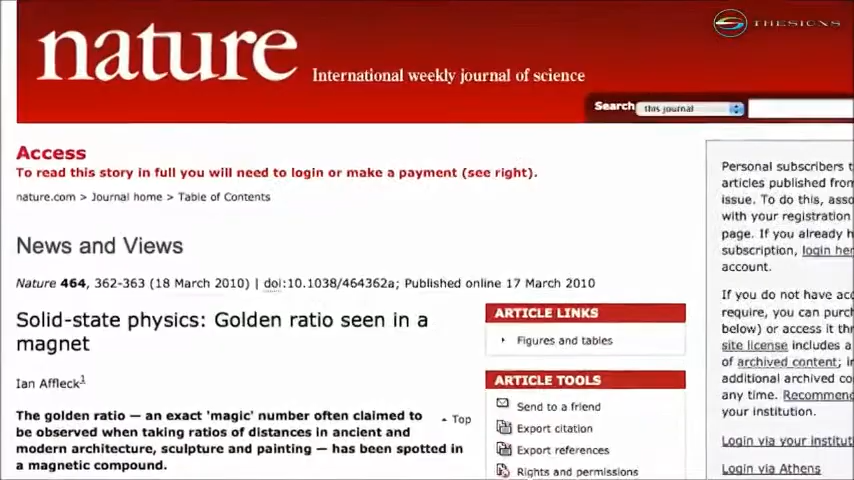 THESIGNS
nature International weekly journal of science
Search this journal
Access
To read this story in full you will need to login or make a payment (see right).
nature.com > Journal home > Table of Contents
News and Views
Nature 464, 362-363 (18 March 2010) | doi:10.1038/464362a; Published online 17 March 2010
Solid-state physics: Golden ratio seen in a
magnet
Ian Affleck1
The golden ratio — an exact 'magic' number often claimed to
be observed when taking ratios of distances in ancient and
modern architecture, sculpture and painting — has been spotted in
a magnetic compound.
Top
ARTICLE LINKS
Figures and tables
ARTICLE TOOLS
Send to a friend
Export citation
Export references
Rights and permissions
Personal subscribers t
articles published from
issue. To do this, asso
with your registration
page. If you already h
subscription, login her
account.
If you do not have acc
require, you can purch
below) or access it thr
site license includes a
of archived content; in
additional archived co
any time. Recommend
your institution.
Login via your institut
Login via Athens